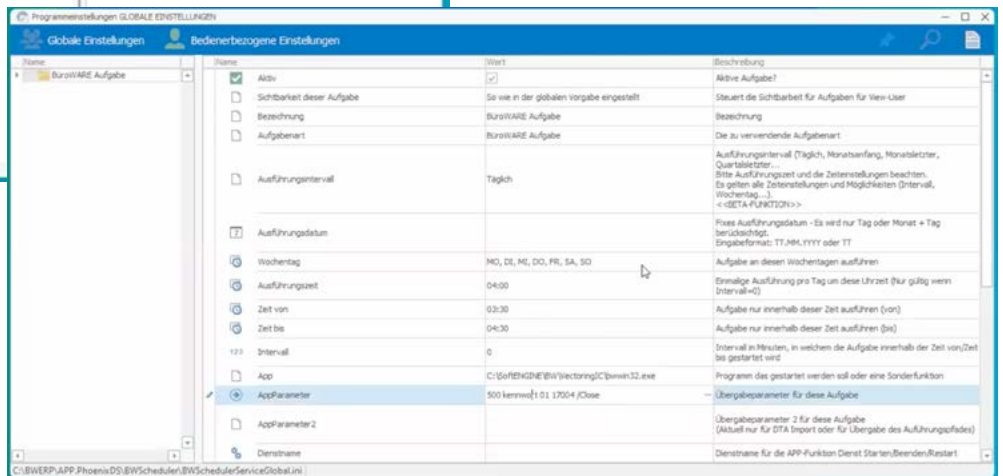 Programmeinstellungen GLOBALE EINSTELLUNGEN
Globale Einstellungen Bedienerbezogene Einstellungen
Name Name Wert Beschreibung
BüroWARE Aufgabe
Aktiv Aktive Aufgabe?
Sichtbarkeit dieser Aufgabe So wie in der globalen Vorgabe eingestellt Steuert die Sichtbarbeit für Aufgaben für View-User
Bezeichnung BüroWARE Aufgabe Bezeichnung
Aufgabenart BüroWARE Aufgabe Die zu verwendende Aufgabenart
Ausführungsintervall (Täglich, Monatsanfang, Monatsletzter,
Quartalsletzter...
Bitte Ausführungszeit und die Zeiteinstellungen beachten.
Ausführungsintervall Täglich Es gelten alle Zeiteinstellungen und Möglichkeiten (Intervall,
Wochentag...).
<<BETA-FUNKTION>>
Fixes Ausführungsdatum - Es wird nur Tag oder Monat + Tag
Ausführungsdatum berücksichtigt.
Eingabeformat: TT.MM.YYYY oder TT
Wochentag MO, DI, MI, DO, FR, SA, SO Aufgabe an diesen Wochentagen ausführen
Ausführungszeit 04:00 Einmalige Ausführung pro Tag um diese Uhrzeit (Nur gültig wenn
Intervall=0)
Zeit von 03:30 Aufgabe nur innerhalb dieser Zeit ausführen (von)
Zeit bis 04:30 Aufgabe nur innerhalb dieser Zeit ausführen (bis)
123 Intervall 0 Intervall in Minuten, in welchem die Aufgabe innerhalb der Zeit von/Zeit
bis gestartet wird
App C:\SoftENGINE\BW\VectoringIC\bwwin32.exe Programm das gestartet werden soll oder eine Sonderfunktion
AppParameter 500 kennwort 01 17004 /Close ... Übergabeparameter für diese Aufgabe
AppParameter2 Übergabeparameter 2 für diese Aufgabe
(Aktuell nur für DTA Import oder für Übergabe des Auführungspfades)
Dienstname Dienstname für die APP-Funktion Dienst Starten/Beenden/Restart
C:\BWERP\APP.PhoenixDS\BWScheduler\BWSchedulerServiceGlobal.ini